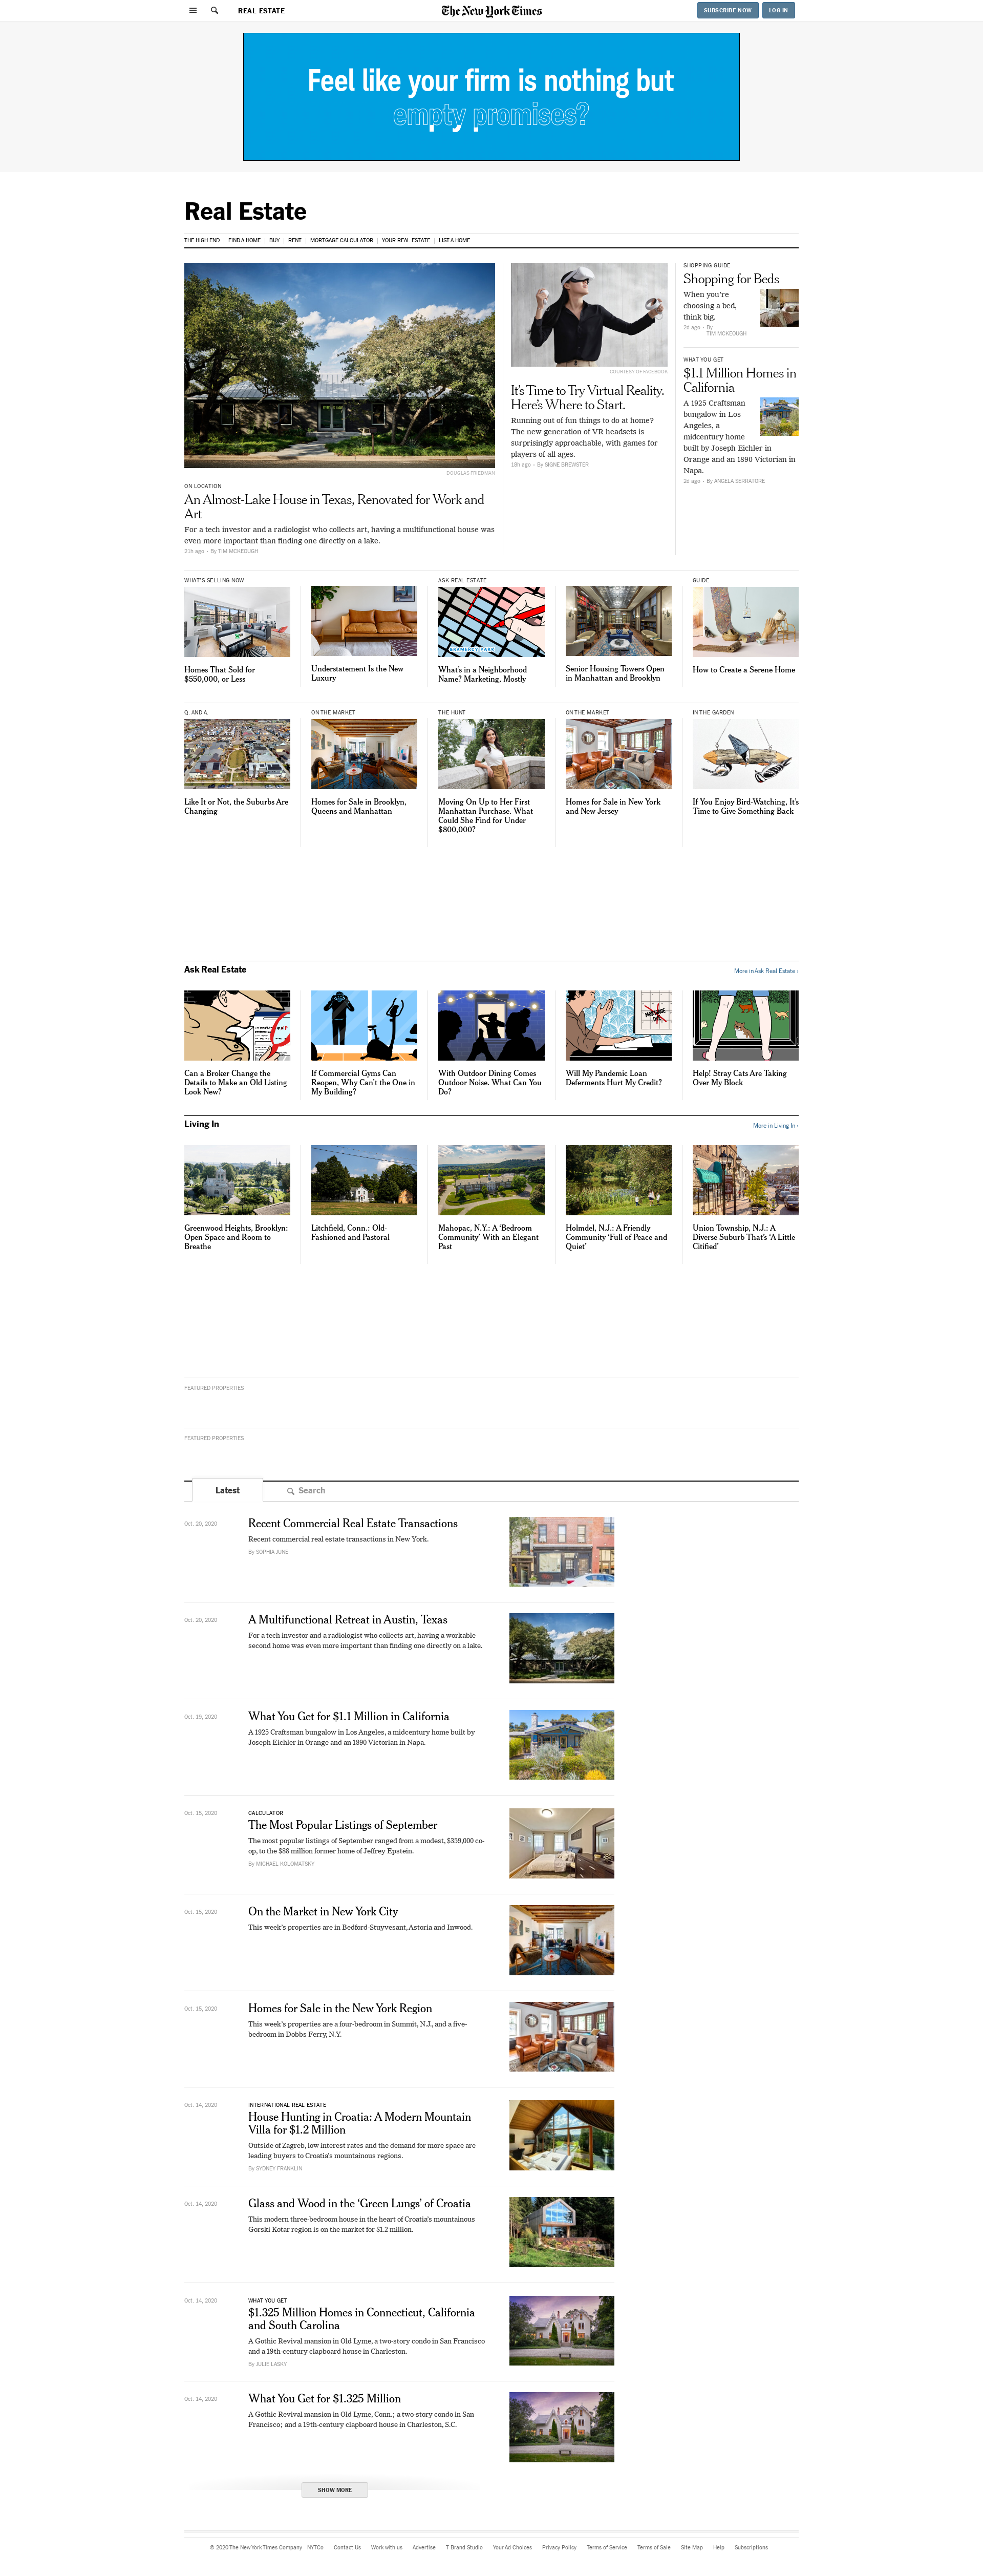 REAL ESTATE
The New York Times
SUBSCRIBE NOW
LOG IN
Feel like your firm is nothing but
empty promises?
Real Estate
THE HIGH END
FIND A HOME
BUY
RENT
MORTGAGE CALCULATOR
YOUR REAL ESTATE
LIST A HOME
DOUGLAS FRIEDMAN
ON LOCATION
An Almost-Lake House in Texas, Renovated for Work and
Art
For a tech investor and a radiologist who collects art, having a multifunctional house was
even more important than finding one directly on a lake.
21h ago • By TIM MCKEOUGH
COURTESY OF FACEBOOK
It's Time to Try Virtual Reality.
Here's Where to Start.
Running out of fun things to do at home?
The new generation of VR headsets is
surprisingly approachable, with games for
players of all ages.
18h ago • By SIGNE BREWSTER
SHOPPING GUIDE
Shopping for Beds
When you're
choosing a bed,
think big.
2d ago • By
TIM MCKEOUGH
WHAT YOU GET
$1.1 Million Homes in
California
A 1925 Craftsman
bungalow in Los
Angeles, a
midcentury home
built by Joseph Eichler in
Orange and an 1890 Victorian in
Napa.
2d ago • By ANGELA SERRATORE
WHAT'S SELLING NOW
Homes That Sold for
$550,000, or Less
Understatement Is the New
Luxury
ASK REAL ESTATE
GRAMERCY PARK
What's in a Neighborhood
Name? Marketing, Mostly
Senior Housing Towers Open
in Manhattan and Brooklyn
GUIDE
How to Create a Serene Home
Q. AND A.
Like It or Not, the Suburbs Are
Changing
ON THE MARKET
Homes for Sale in Brooklyn,
Queens and Manhattan
THE HUNT
Moving On Up to Her First
Manhattan Purchase. What
Could She Find for Under
$800,000?
ON THE MARKET
Homes for Sale in New York
and New Jersey
IN THE GARDEN
If You Enjoy Bird-Watching, It's
Time to Give Something Back
Ask Real Estate
More in Ask Real Estate ›
Can a Broker Change the
Details to Make an Old Listing
Look New?
If Commercial Gyms Can
Reopen, Why Can't the One in
My Building?
With Outdoor Dining Comes
Outdoor Noise. What Can You
Do?
Will My Pandemic Loan
Deferments Hurt My Credit?
Help! Stray Cats Are Taking
Over My Block
Living In
More in Living In ›
Greenwood Heights, Brooklyn:
Open Space and Room to
Breathe
Litchfield, Conn.: Old-
Fashioned and Pastoral
Mahopac, N.Y.: A 'Bedroom
Community' With an Elegant
Past
Holmdel, N.J.: A Friendly
Community 'Full of Peace and
Quiet'
Union Township, N.J.: A
Diverse Suburb That's 'A Little
Citified'
FEATURED PROPERTIES
FEATURED PROPERTIES
Latest
Search
Oct. 20, 2020
Recent Commercial Real Estate Transactions
Recent commercial real estate transactions in New York.
By SOPHIA JUNE
Oct. 20, 2020
A Multifunctional Retreat in Austin, Texas
For a tech investor and a radiologist who collects art, having a workable
second home was even more important than finding one directly on a lake.
Oct. 19, 2020
What You Get for $1.1 Million in California
A 1925 Craftsman bungalow in Los Angeles, a midcentury home built by
Joseph Eichler in Orange and an 1890 Victorian in Napa.
Oct. 15, 2020
CALCULATOR
The Most Popular Listings of September
The most popular listings of September ranged from a modest, $359,000 co-
op, to the $88 million former home of Jeffrey Epstein.
By MICHAEL KOLOMATSKY
Oct. 15, 2020
On the Market in New York City
This week's properties are in Bedford-Stuyvesant, Astoria and Inwood.
Oct. 15, 2020
Homes for Sale in the New York Region
This week's properties are a four-bedroom in Summit, N.J., and a five-
bedroom in Dobbs Ferry, N.Y.
Oct. 14, 2020
INTERNATIONAL REAL ESTATE
House Hunting in Croatia: A Modern Mountain
Villa for $1.2 Million
Outside of Zagreb, low interest rates and the demand for more space are
leading buyers to Croatia's mountainous regions.
By SYDNEY FRANKLIN
Oct. 14, 2020
Glass and Wood in the 'Green Lungs' of Croatia
This modern three-bedroom house in the heart of Croatia's mountainous
Gorski Kotar region is on the market for $1.2 million.
Oct. 14, 2020
WHAT YOU GET
$1.325 Million Homes in Connecticut, California
and South Carolina
A Gothic Revival mansion in Old Lyme, a two-story condo in San Francisco
and a 19th-century clapboard house in Charleston.
By JULIE LASKY
Oct. 14, 2020
What You Get for $1.325 Million
A Gothic Revival mansion in Old Lyme, Conn.; a two-story condo in San
Francisco; and a 19th-century clapboard house in Charleston, S.C.
SHOW MORE
© 2020 The New York Times Company
NYTCo
Contact Us
Work with us
Advertise
T Brand Studio
Your Ad Choices
Privacy Policy
Terms of Service
Terms of Sale
Site Map
Help
Subscriptions